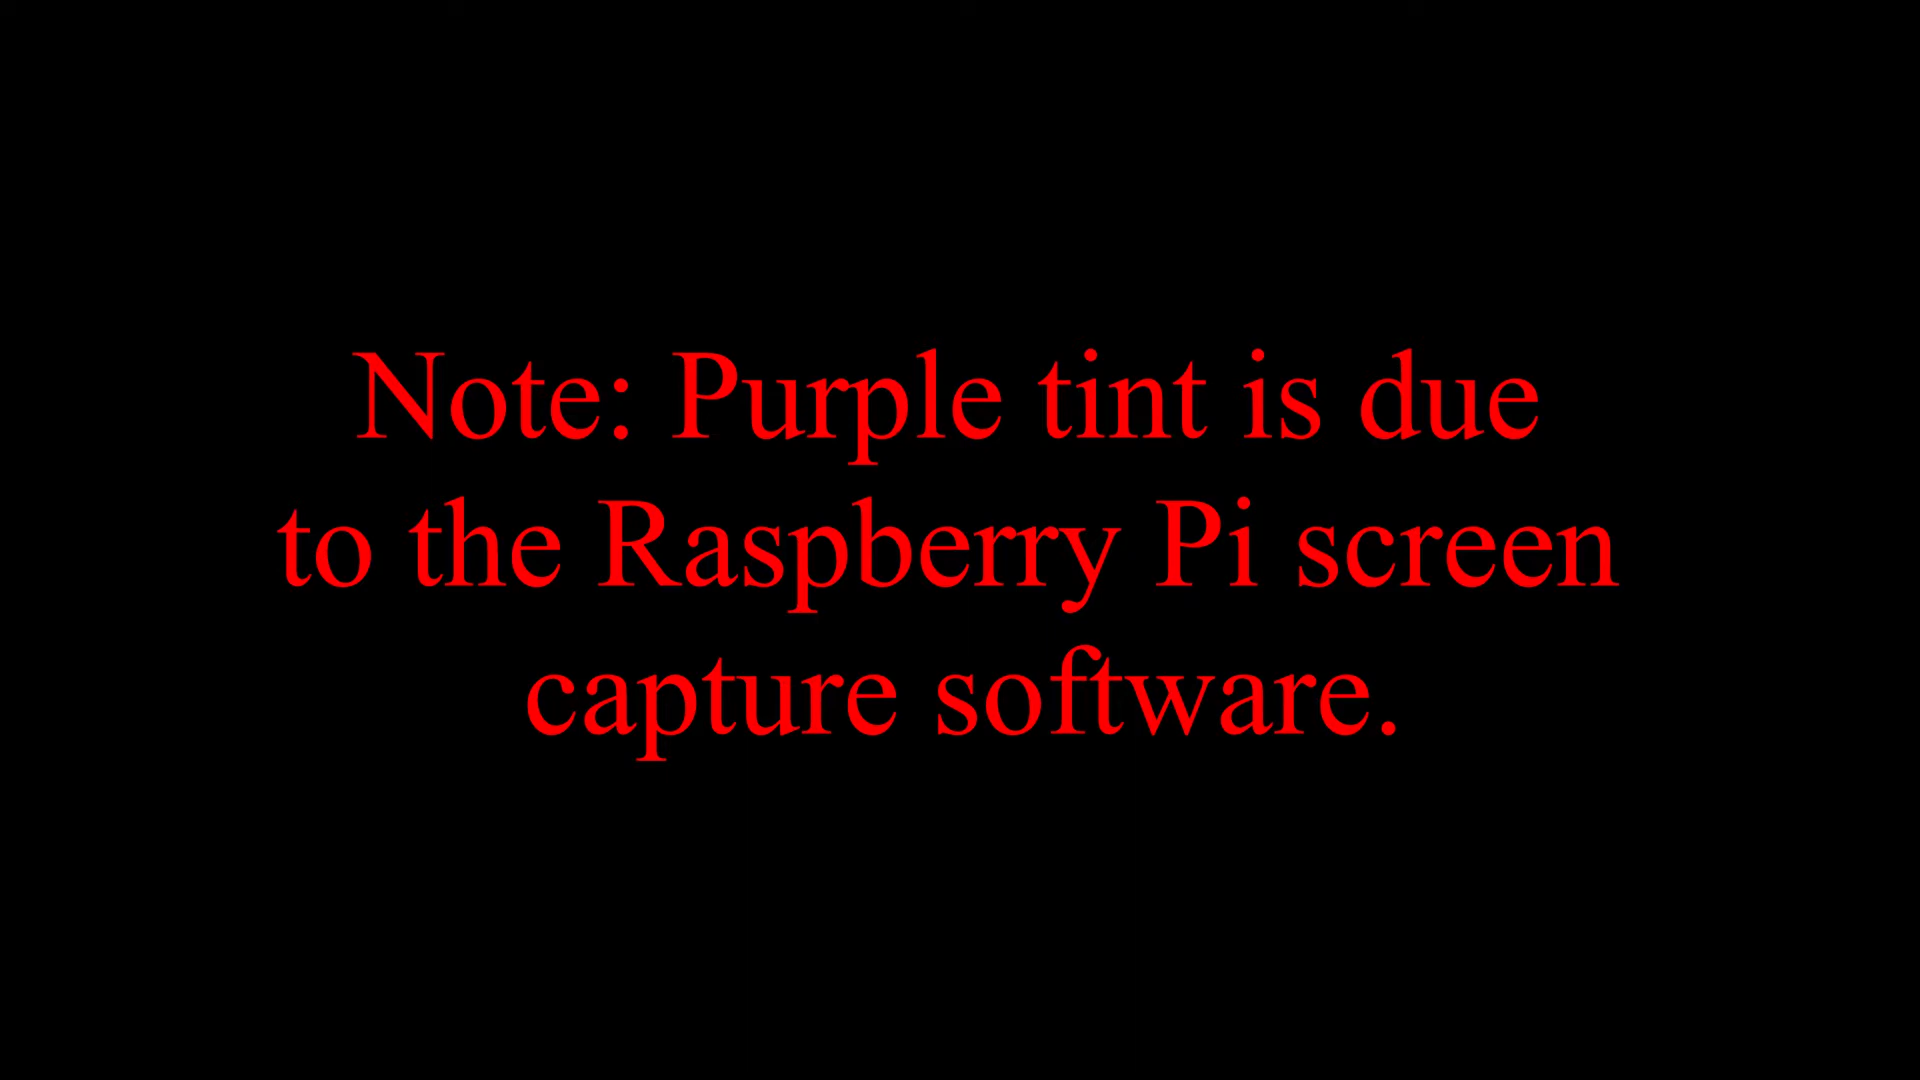 Note: Purple tint is due
to the Raspberry Pi screen
capture software.